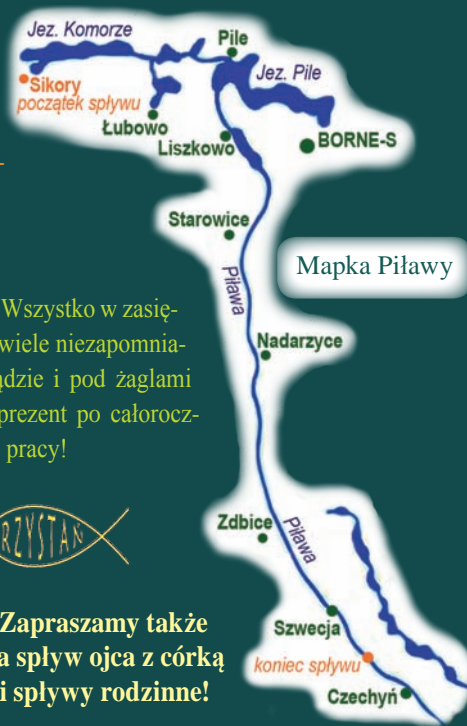 Jez. Komorze
Pile
Sikory
początek spływu
Jez. Pile
Łubowo
Liszkowo
BORNE-S
Starowice
Mapka Piławy
Piława
Wszystko w zasię-
wiele niezapomnia-
ądzie i pod żaglami
prezent po całorocz-
pracy!
Nadarzyce
RZYSTAŃ
Zdbice
Piława
Zapraszamy także
a spływ ojca z córką
i spływy rodzinne!
Szwecja
koniec spływu
Czechyń